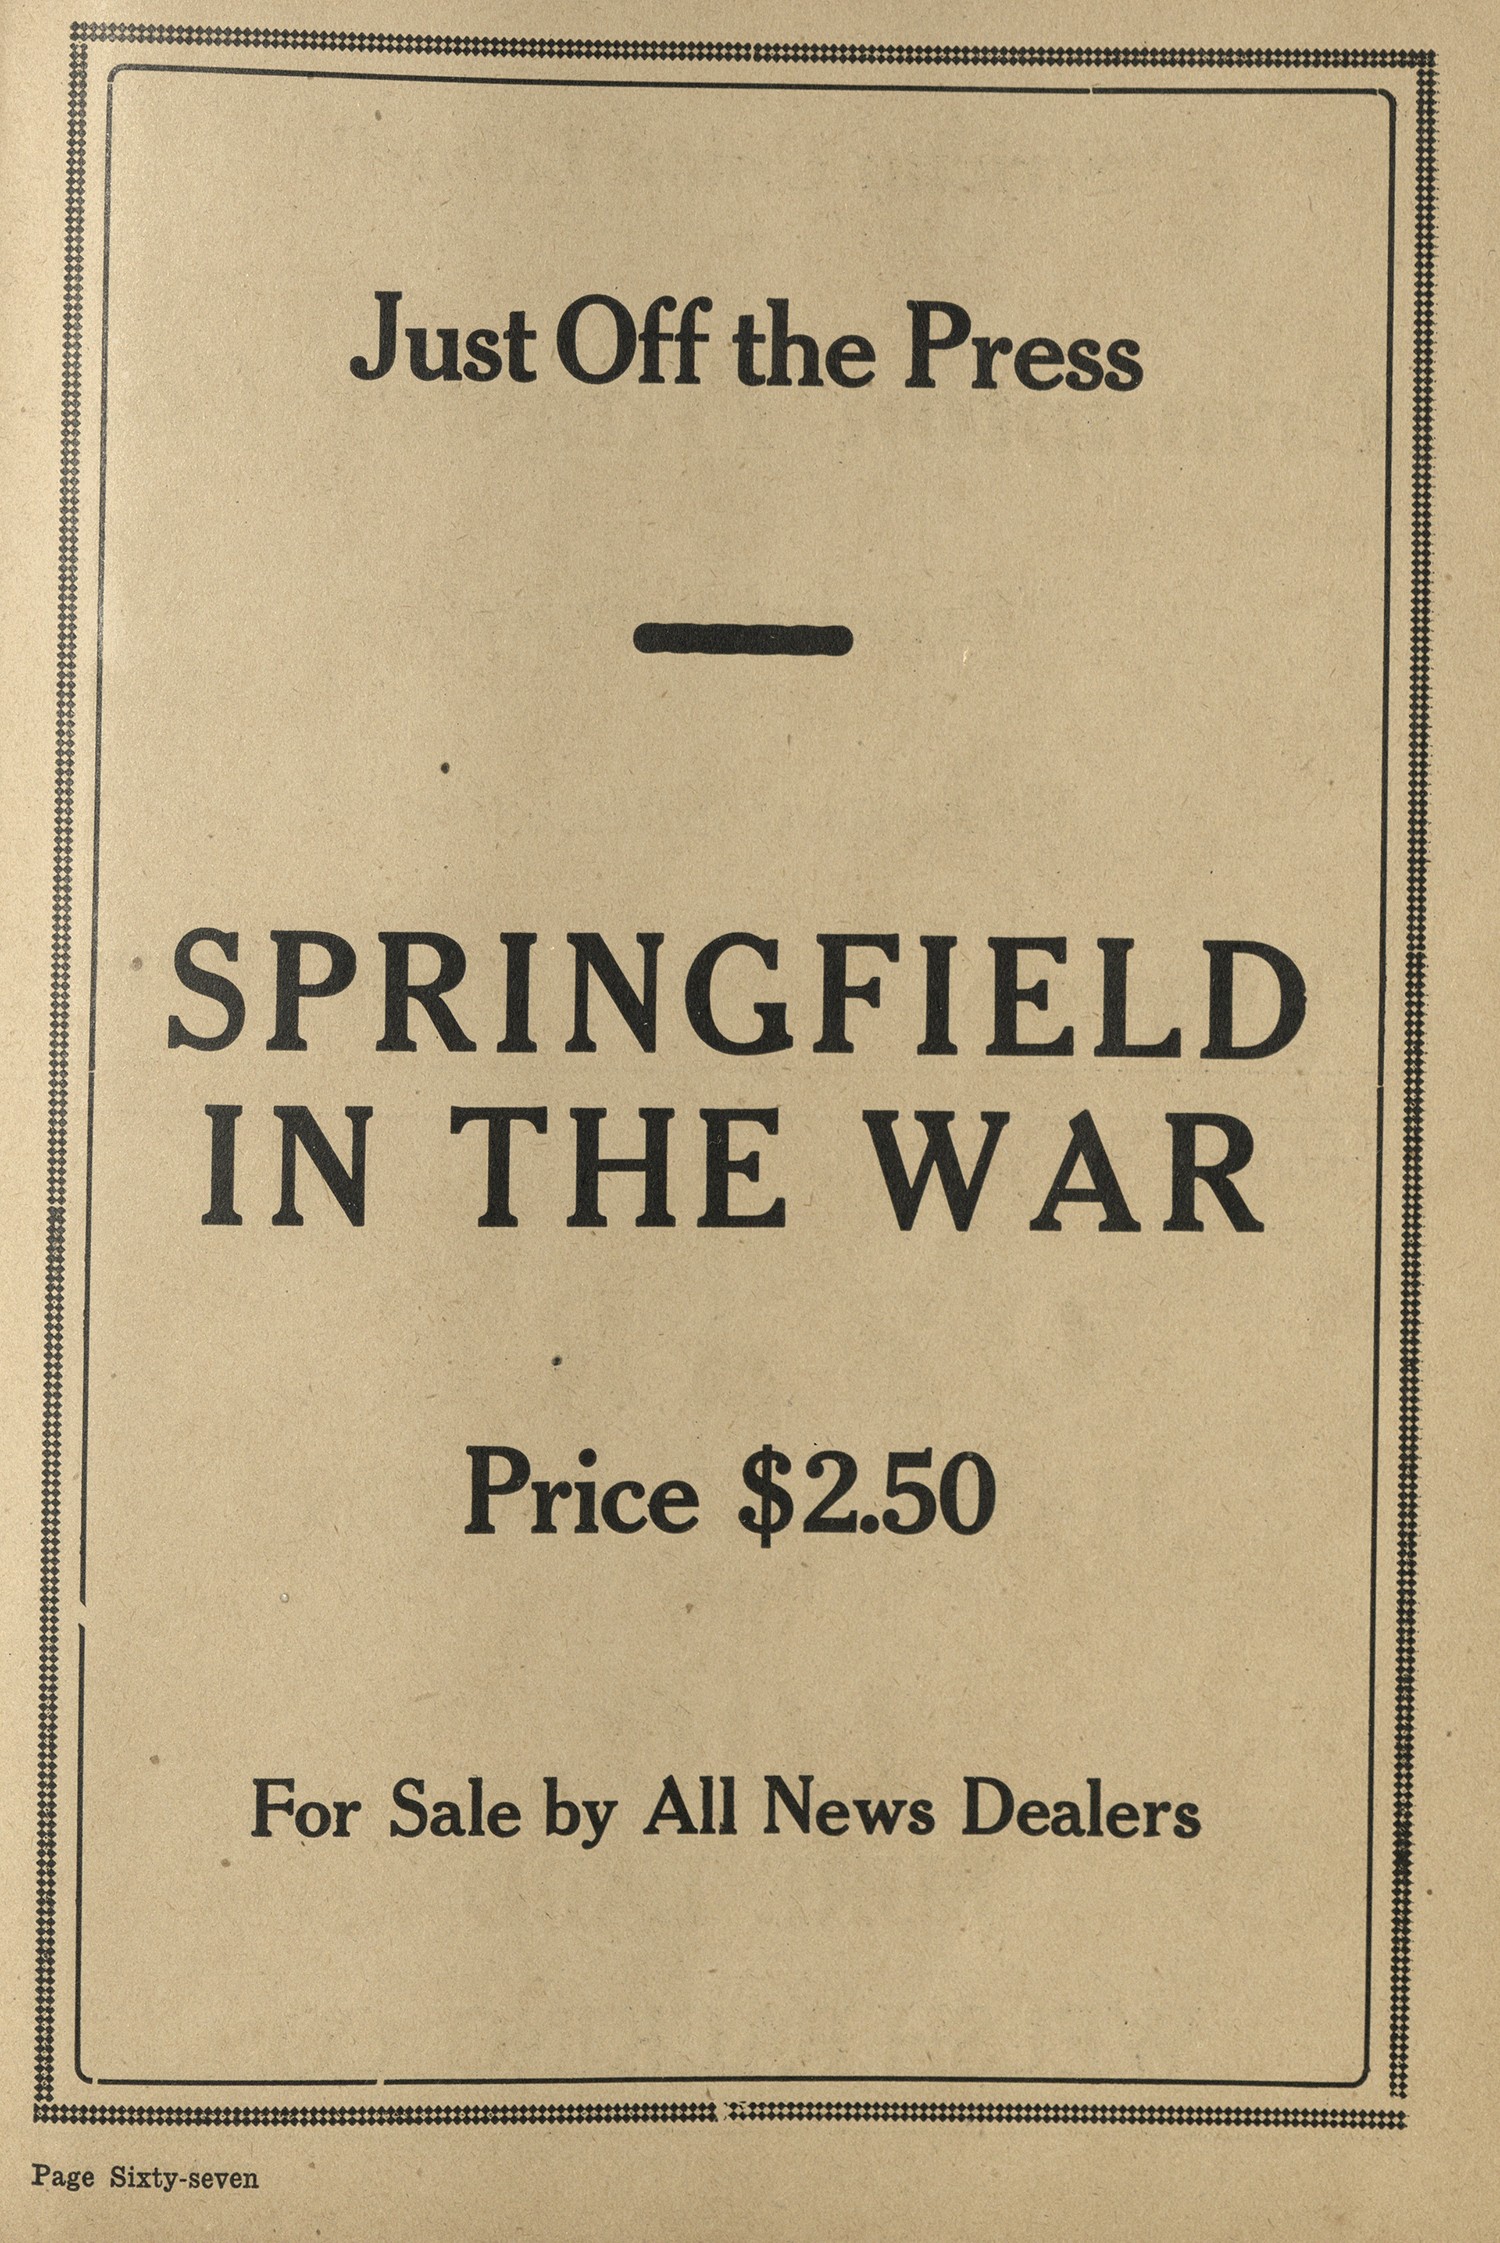 Just Off the Press
SPRINGFIELD
IN THE WAR
Price $2.50
For Sale by All News Dealers
Page Sixty-seven